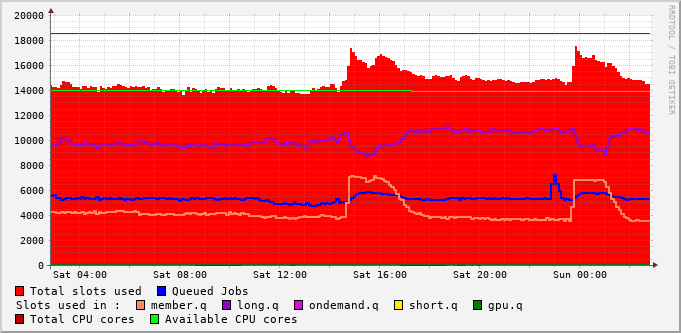 20000
18000
16000
14000
12000
10000
8000
6000
4000
2000
0
Sat 04:00 Sat 08:00 Sat 12:00 Sat 16:00 Sat 20:00 Sun 00:00
RRDTOOL / TOBI OETIKER
Total slots used Queued Jobs
Slots used in : member.q long.q ondemand.q short.q gpu.q
Total CPU cores Available CPU cores